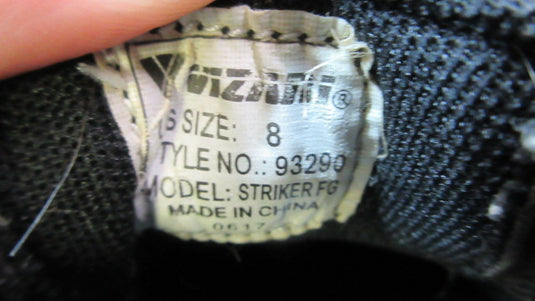 VIZARI®
S SIZE: 8
TYLE NO.: 93290
MODEL: STRIKER FG
MADE IN CHINA
0617